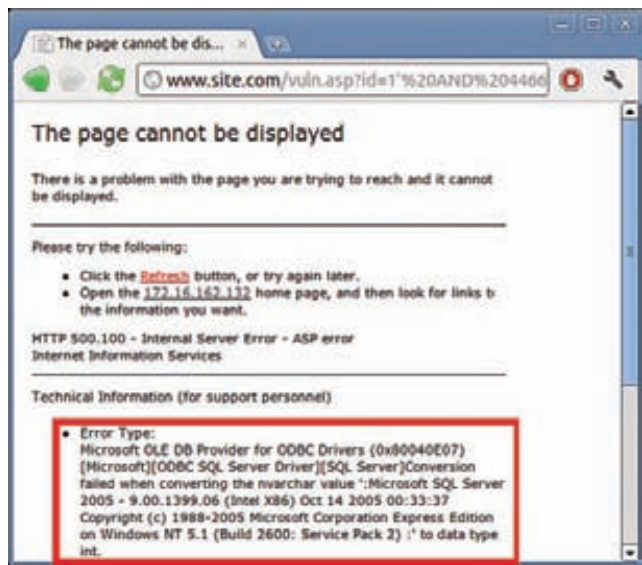 The page cannot be dis...
www.site.com/vuln.asp?id=1'%20AND%204466
The page cannot be displayed
There is a problem with the page you are trying to reach and it cannot
be displayed.
Please try the following:
• Click the Refresh button, or try again later.
• Open the 172.16.162.132 home page, and then look for links t
the information you want.
HTTP 500.100 - Internal Server Error - ASP error
Internet Information Services
Technical Information (for support personnel)
• Error Type:
Microsoft OLE DB Provider for ODBC Drivers (0x80040E07)
[Microsoft][ODBC SQL Server Driver][SQL Server]Conversion
failed when converting the nvarchar value ':Microsoft SQL Server
2005 - 9.00.1399.06 (Intel X86) Oct 14 2005 00:33:37
Copyright (c) 1988-2005 Microsoft Corporation Express Edition
on Windows NT 5.1 (Build 2600: Service Pack 2) :' to data type
int.